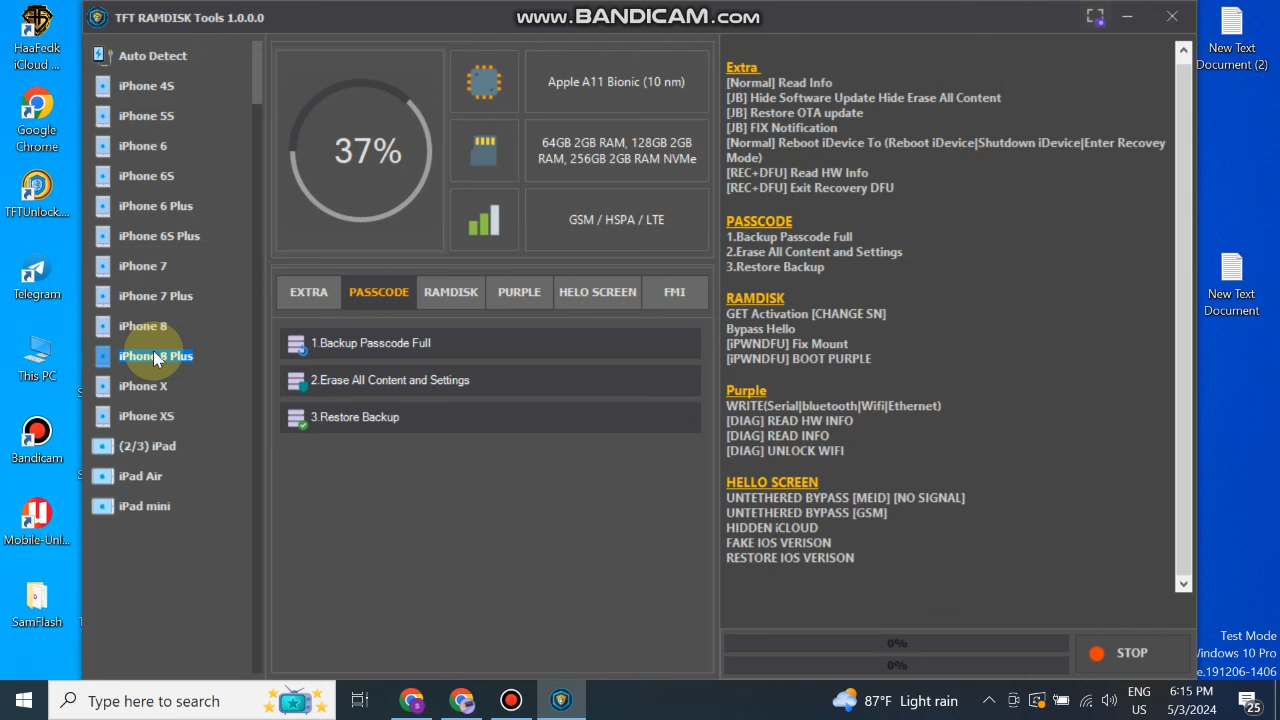 TFT RAMDISK Tools 1.0.0.0
www.BANDICAM.com
HaaFedk
iCloud ...
Google
Chrome
TFTUnlock....
Telegram
This PC
Bandicam
Mobile-Unl...
SamFlash
Auto Detect
iPhone 4S
iPhone 5S
iPhone 6
iPhone 6S
iPhone 6 Plus
iPhone 6S Plus
iPhone 7
iPhone 7 Plus
iPhone 8
iPhone 8 Plus
iPhone X
iPhone XS
(2/3) iPad
iPad Air
iPad mini
37%
Apple A11 Bionic (10 nm)
64GB 2GB RAM, 128GB 2GB
RAM, 256GB 2GB RAM NVMe
GSM / HSPA / LTE
EXTRA PASSCODE RAMDISK PURPLE HELO SCREEN FMI
1.Backup Passcode Full
2.Erase All Content and Settings
3.Restore Backup
Extra
[Normal] Read Info
[JB] Hide Software Update Hide Erase All Content
[JB] Restore OTA update
[JB] FIX Notification
[Normal] Reboot iDevice To (Reboot iDevice|Shutdown iDevice|Enter Recovery
Mode)
[REC+DFU] Read HW Info
[REC+DFU] Exit Recovery DFU
PASSCODE
1.Backup Passcode Full
2.Erase All Content and Settings
3.Restore Backup
RAMDISK
GET Activation [CHANGE SN]
Bypass Hello
[iPWNDFU] Fix Mount
[iPWNDFU] BOOT PURPLE
Purple
WRITE(Serial|bluetooth|Wifi|Ethernet)
[DIAG] READ HW INFO
[DIAG] READ INFO
[DIAG] UNLOCK WIFI
HELLO SCREEN
UNTETHERED BYPASS [MEID] [NO SIGNAL]
UNTETHERED BYPASS [GSM]
HIDDEN iCLOUD
FAKE IOS VERISON
RESTORE IOS VERISON
0%
0%
STOP
New Text
Document (2)
New Text
Document
Test Mode
Windows 10 Pro
e.191206-1406
Type here to search
87°F Light rain
ENG
US
6:15 PM
5/3/2024
25